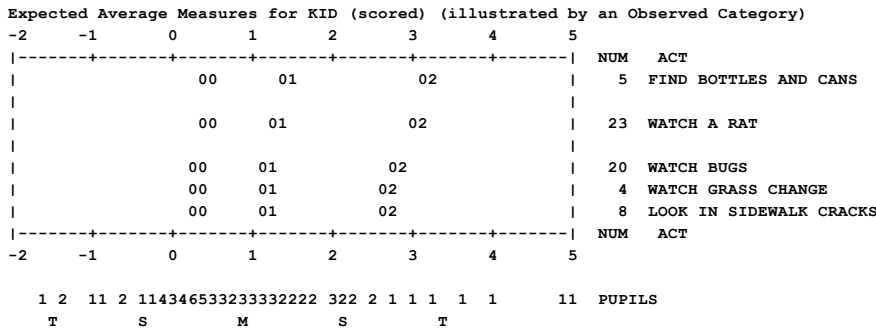 Expected Average Measures for KID (scored) (illustrated by an Observed Category)
-2      -1       0       1       2       3       4       5
|-------+-------+-------+-------+-------+-------+-------|  NUM   ACT
|                  00      01            02             |    5  FIND BOTTLES AND CANS
|                                                       |
|                  00     01            02              |   23  WATCH A RAT
|                                                       |
|                 00     01           02                |   20  WATCH BUGS
|                 00     01          02                 |    4  WATCH GRASS CHANGE
|                 00     01          02                 |    8  LOOK IN SIDEWALK CRACKS
|-------+-------+-------+-------+-------+-------+-------|  NUM   ACT
-2      -1       0       1       2       3       4       5
1 2  11 2 11434653323333222 322 2 1 1 1  1  1      11  PUPILS
T       S         M         S         T